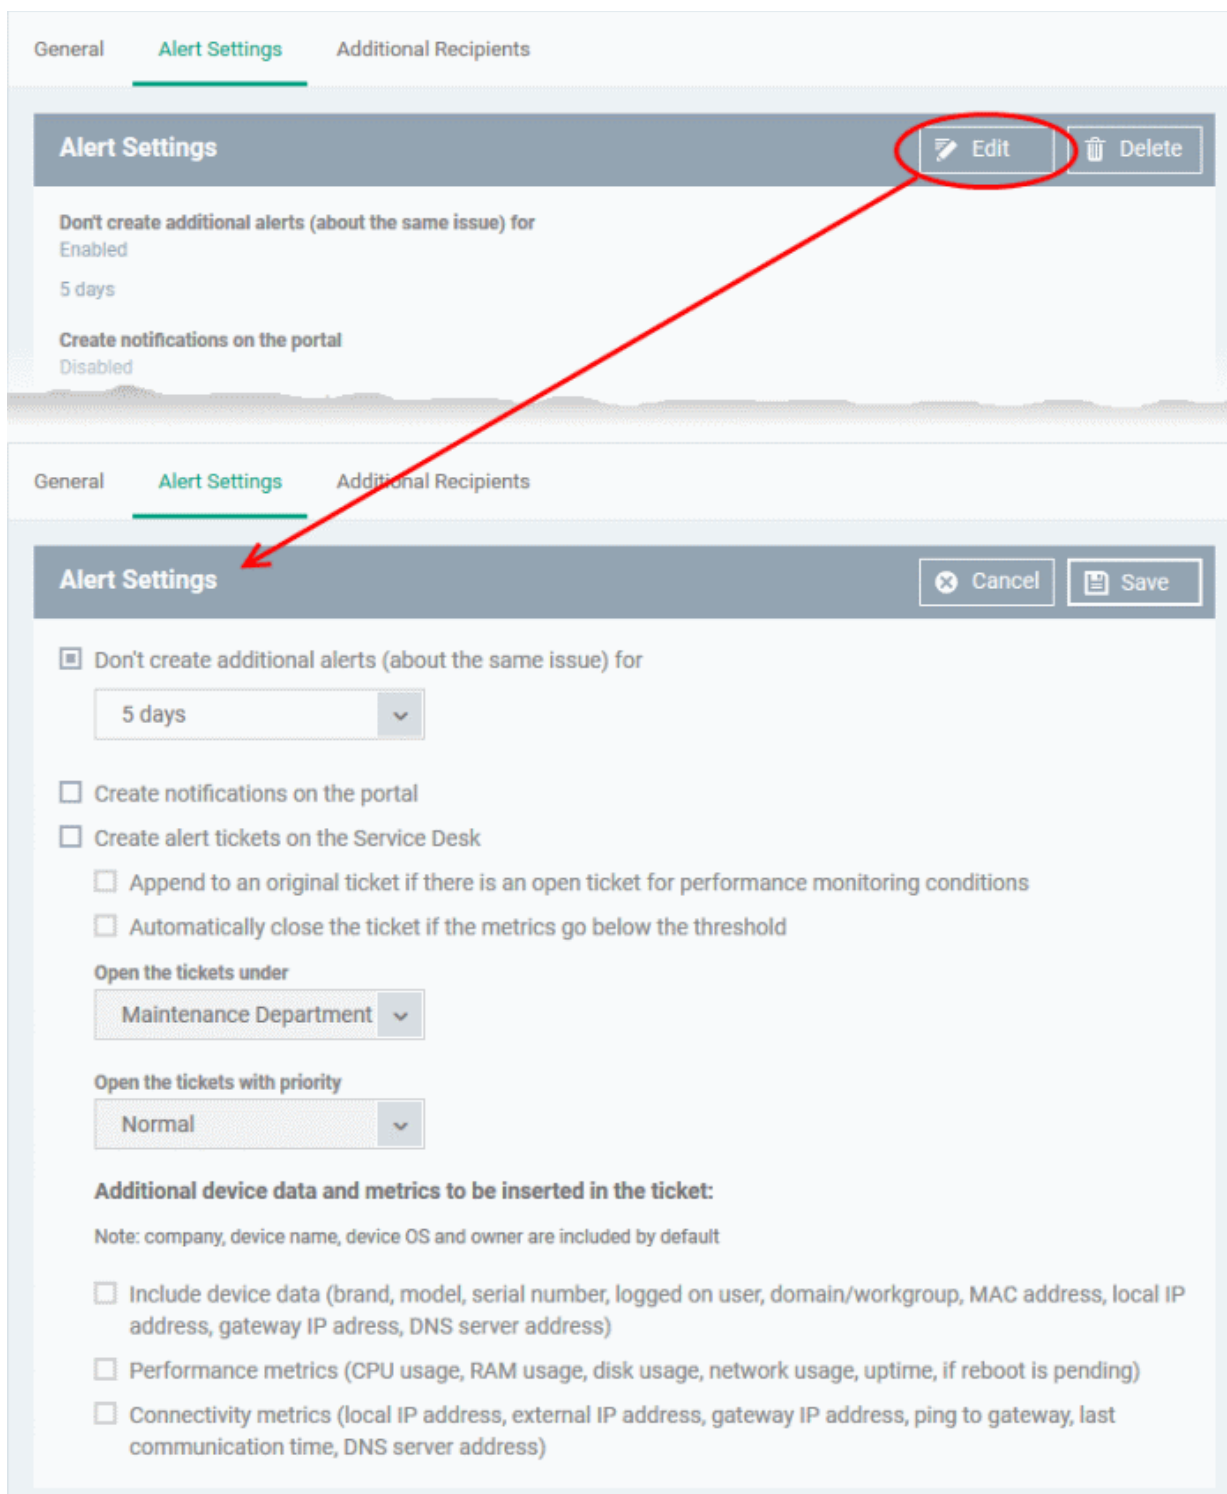 General Alert Settings Additional Recipients
Alert Settings Edit Delete
Don't create additional alerts (about the same issue) for
Enabled
5 days
Create notifications on the portal
Disabled
General Alert Settings Additional Recipients
Alert Settings Cancel Save
Don't create additional alerts (about the same issue) for
5 days
Create notifications on the portal
Create alert tickets on the Service Desk
Append to an original ticket if there is an open ticket for performance monitoring conditions
Automatically close the ticket if the metrics go below the threshold
Open the tickets under
Maintenance Department
Open the tickets with priority
Normal
Additional device data and metrics to be inserted in the ticket:
Note: company, device name, device OS and owner are included by default
Include device data (brand, model, serial number, logged on user, domain/workgroup, MAC address, local IP
address, gateway IP adress, DNS server address)
Performance metrics (CPU usage, RAM usage, disk usage, network usage, uptime, if reboot is pending)
Connectivity metrics (local IP address, external IP address, gateway IP address, ping to gateway, last
communication time, DNS server address)